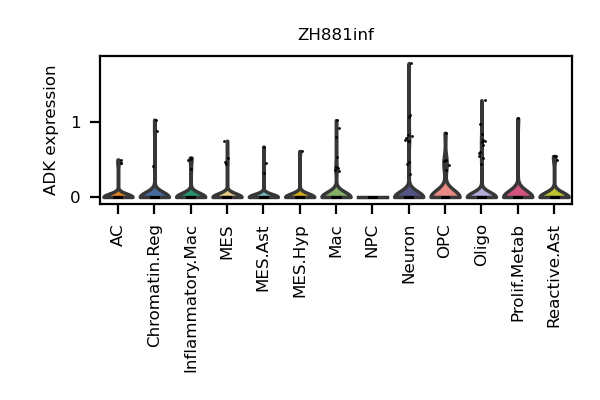 ZH881inf
ADK expression
1
0
AC
Chromatin.Reg
Inflammatory.Mac
MES
MES.Ast
MES.Hyp
Mac
NPC
Neuron
OPC
Oligo
Prolif.Metab
Reactive.Ast